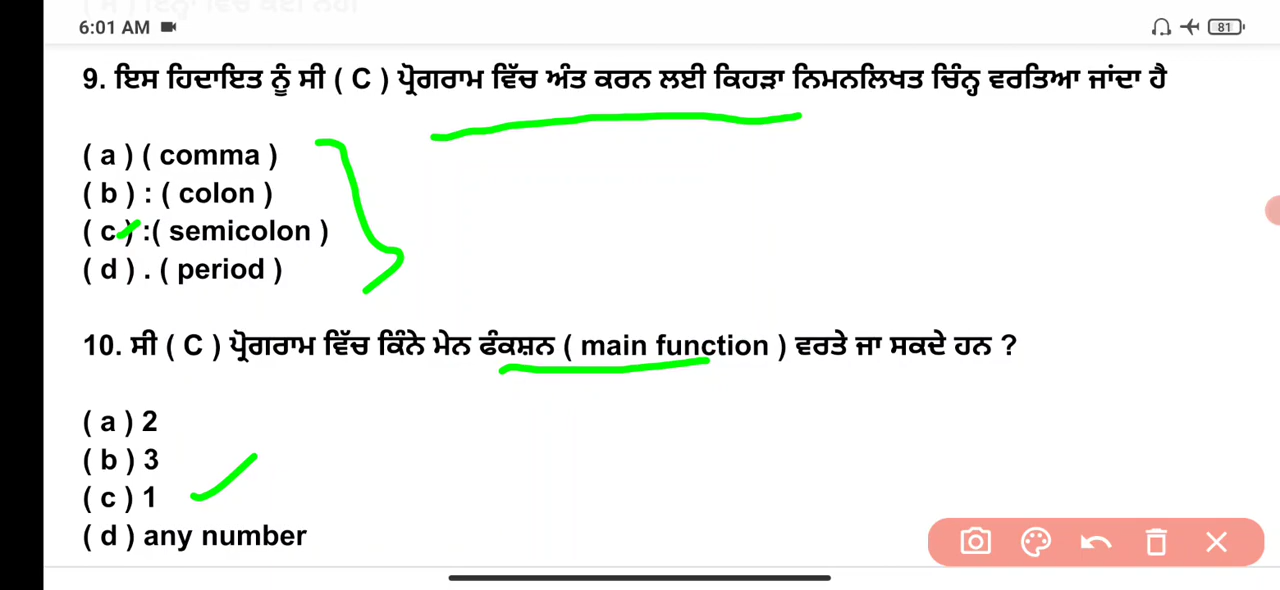 6:01 AM
81
9. ਇਸ ਹਿਦਾਇਤ ਨੂੰ ਸੀ ( C ) ਪ੍ਰੋਗਰਾਮ ਵਿੱਚ ਅੰਤ ਕਰਨ ਲਈ ਕਿਹੜਾ ਨਿਮਨਲਿਖਤ ਚਿੰਨ੍ਹ ਵਰਤਿਆ ਜਾਂਦਾ ਹੈ
( a ) ( comma )
( b ) : ( colon )
( c ) :( semicolon )
( d ) . ( period )
10. ਸੀ ( C ) ਪ੍ਰੋਗਰਾਮ ਵਿੱਚ ਕਿੰਨੇ ਮੇਨ ਫੰਕਸ਼ਨ ( main function ) ਵਰਤੇ ਜਾ ਸਕਦੇ ਹਨ ?
( a ) 2
( b ) 3
( c ) 1
( d ) any number